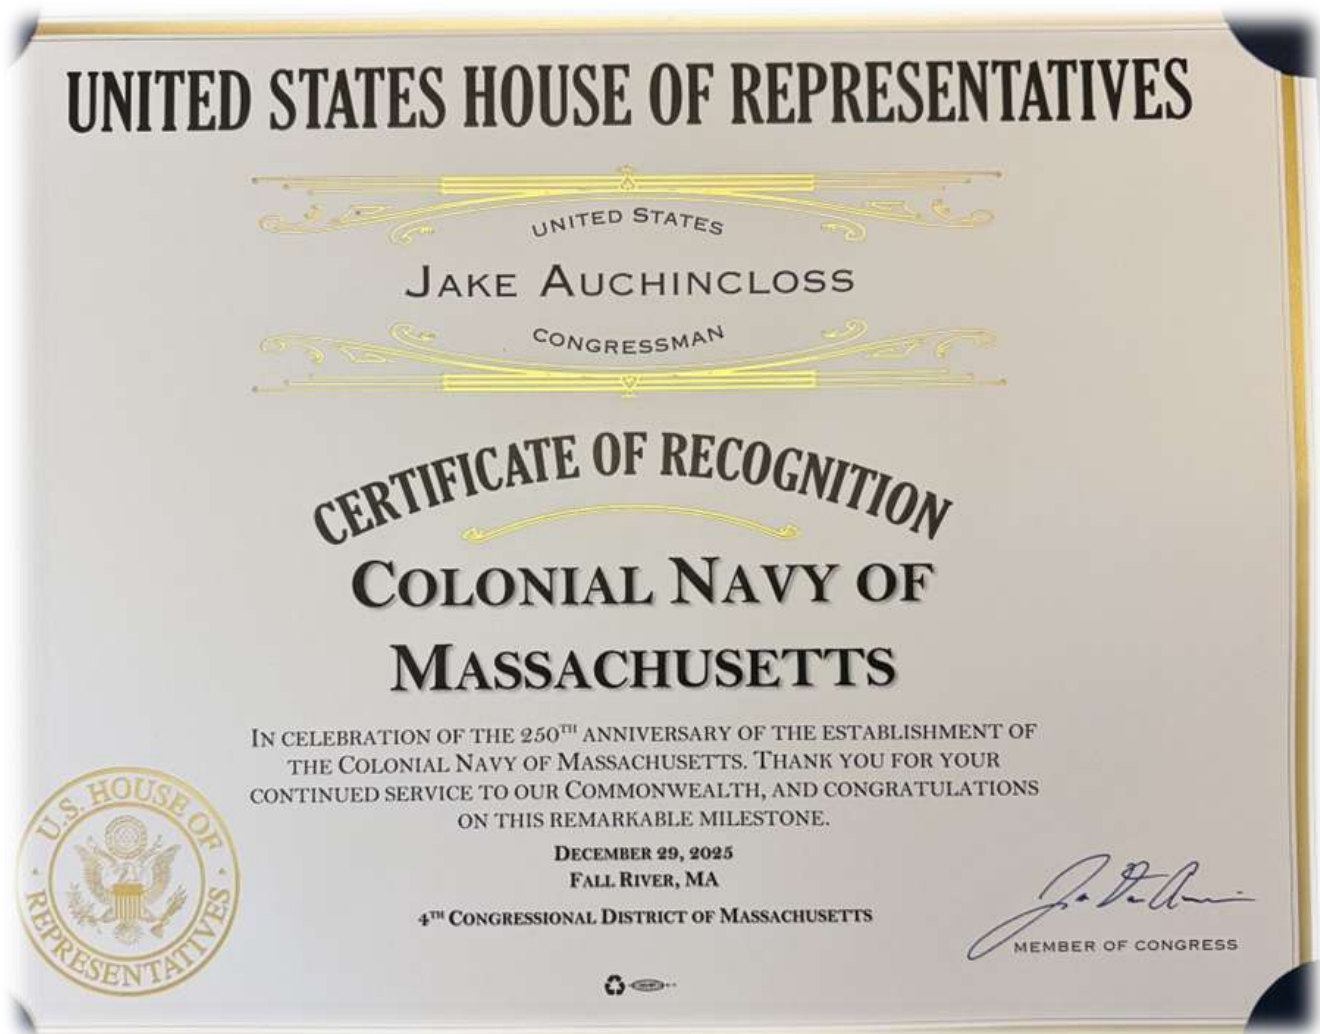 UNITED STATES HOUSE OF REPRESENTATIVES
UNITED STATES
JAKE AUCHINCLOSS
CONGRESSMAN
CERTIFICATE OF RECOGNITION
COLONIAL NAVY OF
MASSACHUSETTS
IN CELEBRATION OF THE 250TH ANNIVERSARY OF THE ESTABLISHMENT OF
THE COLONIAL NAVY OF MASSACHUSETTS. THANK YOU FOR YOUR
CONTINUED SERVICE TO OUR COMMONWEALTH, AND CONGRATULATIONS
ON THIS REMARKABLE MILESTONE.
DECEMBER 29, 2025
FALL RIVER, MA
4TH CONGRESSIONAL DISTRICT OF MASSACHUSETTS
U.S. HOUSE OF REPRESENTATIVES
MEMBER OF CONGRESS